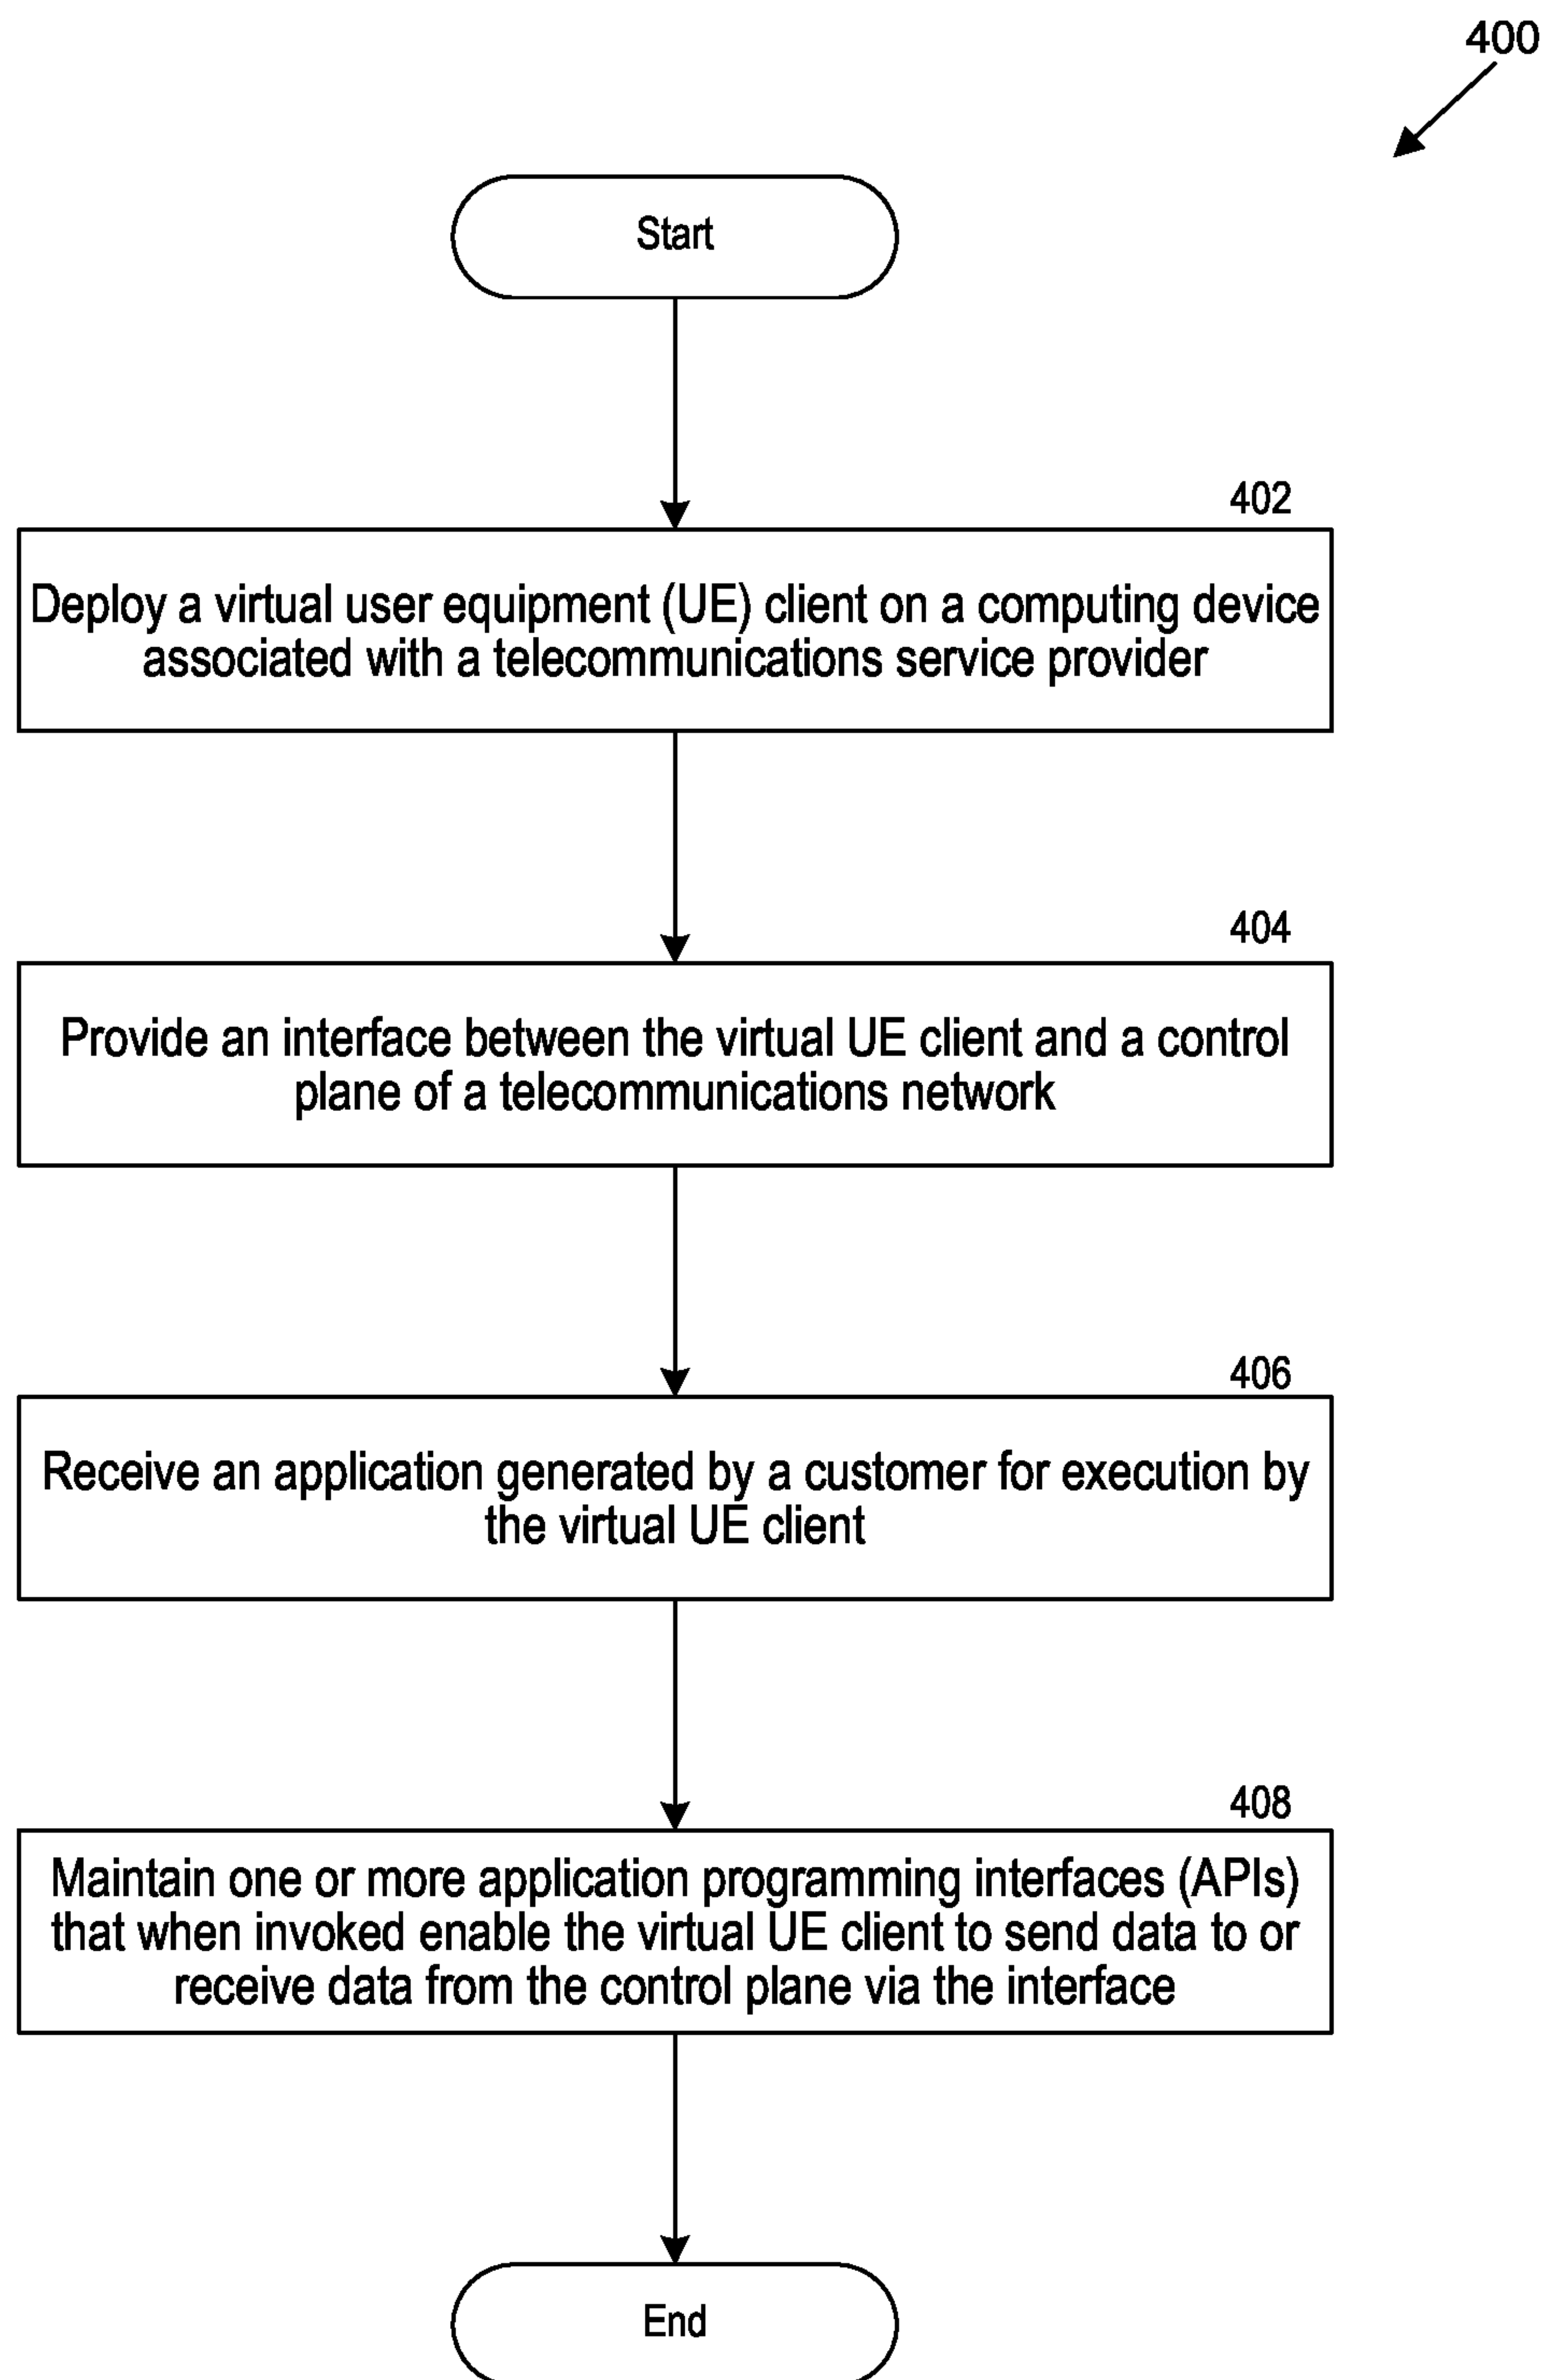 400
Start
402
Deploy a virtual user equipment (UE) client on a computing device
associated with a telecommunications service provider
404
Provide an interface between the virtual UE client and a control
plane of a telecommunications network
406
Receive an application generated by a customer for execution by
the virtual UE client
408
Maintain one or more application programming interfaces (APIs)
that when invoked enable the virtual UE client to send data to or
receive data from the control plane via the interface
End